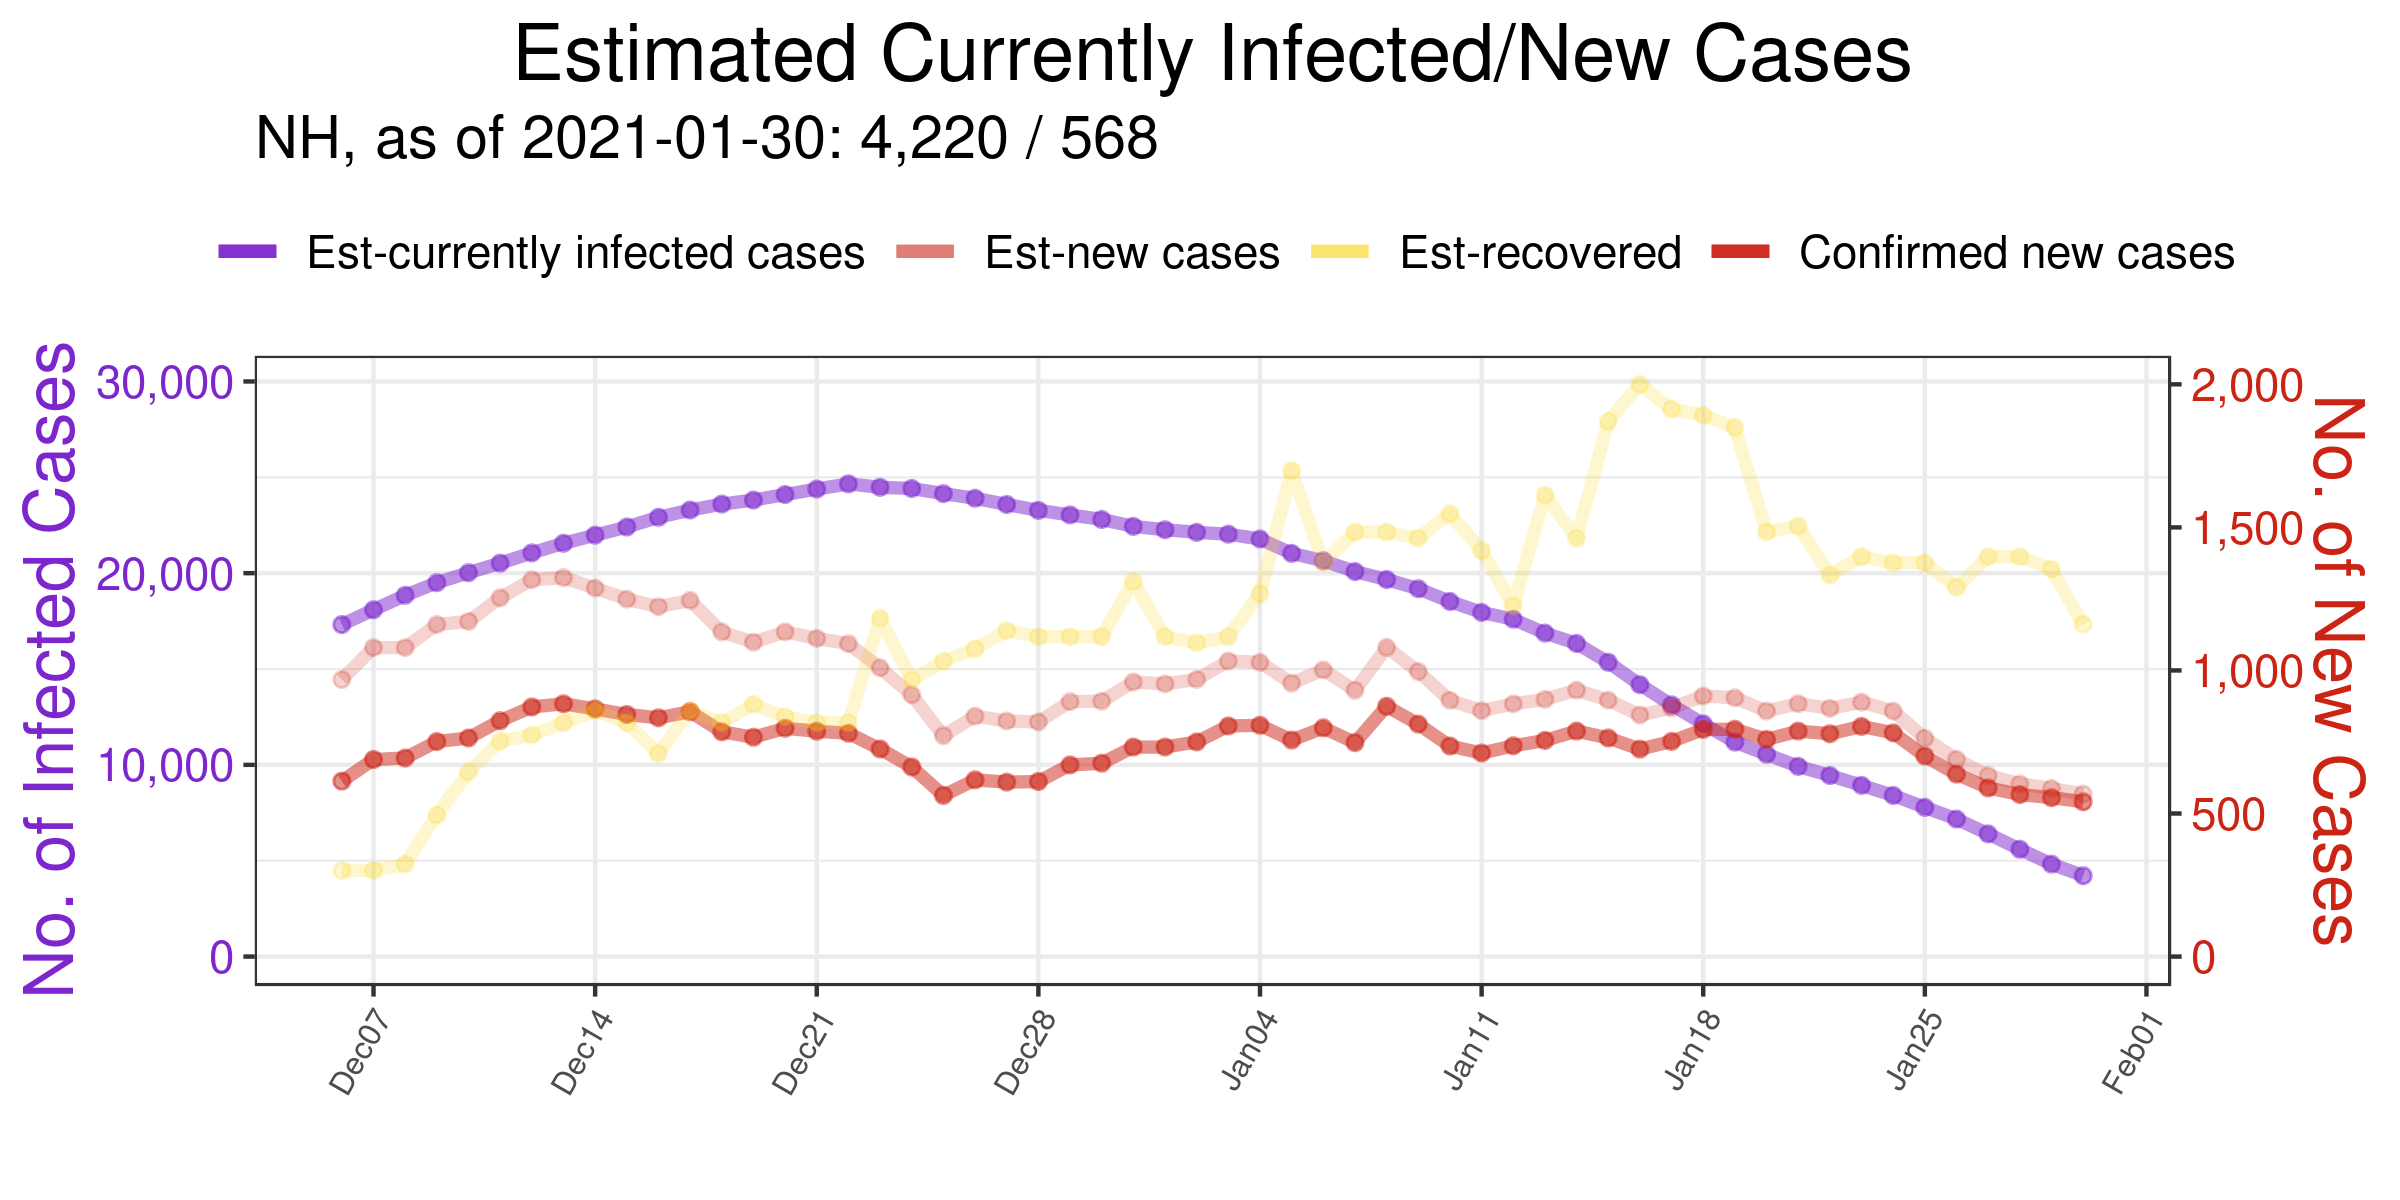 Estimated Currently Infected/New Cases
NH, as of 2021-01-30: 4,220 / 568
Est-currently infected cases Est-new cases Est-recovered Confirmed new cases
No. of Infected Cases
30,000
20,000
10,000
0
2,000
1,500
1,000
500
0
No. of New Cases
Dec07 Dec14 Dec21 Dec28 Jan04 Jan11 Jan18 Jan25 Feb01